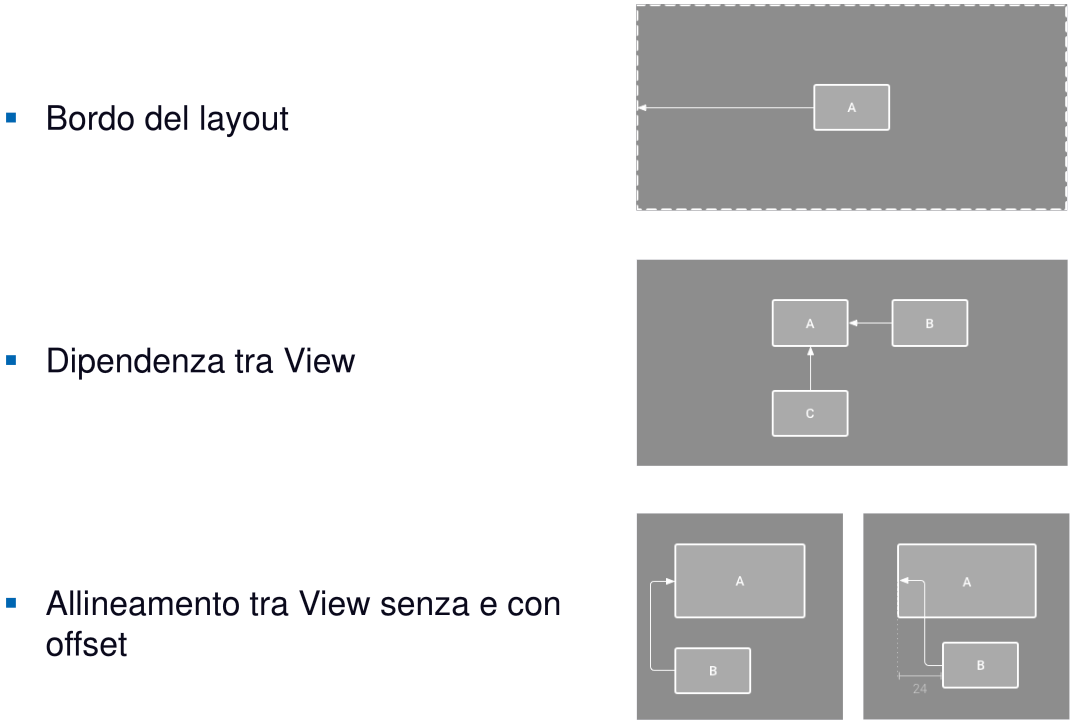 Bordo del layout
A
Dipendenza tra View
A
B
C
Allineamento tra View senza e con
offset
A
B
A
B
24